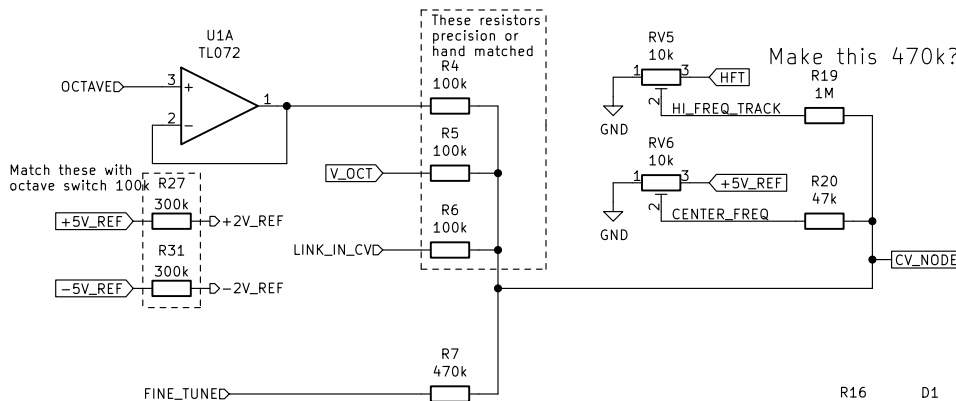 These resistors
precision or
hand matched
U1A
TL072
OCTAVE
3
+
1
2
−
R4
100k
R5
100k
V_OCT
R6
100k
LINK_IN_CV
Match these with
octave switch 100k
R27
300k
+5V_REF
+2V_REF
R31
300k
−5V_REF
−2V_REF
R7
470k
FINE_TUNE
RV5
10k
1
3
HFT
2
GND
HI_FREQ_TRACK
Make this 470k?
R19
1M
RV6
10k
1
3
+5V_REF
2
GND
CENTER_FREQ
R20
47k
CV_NODE
R16
D1